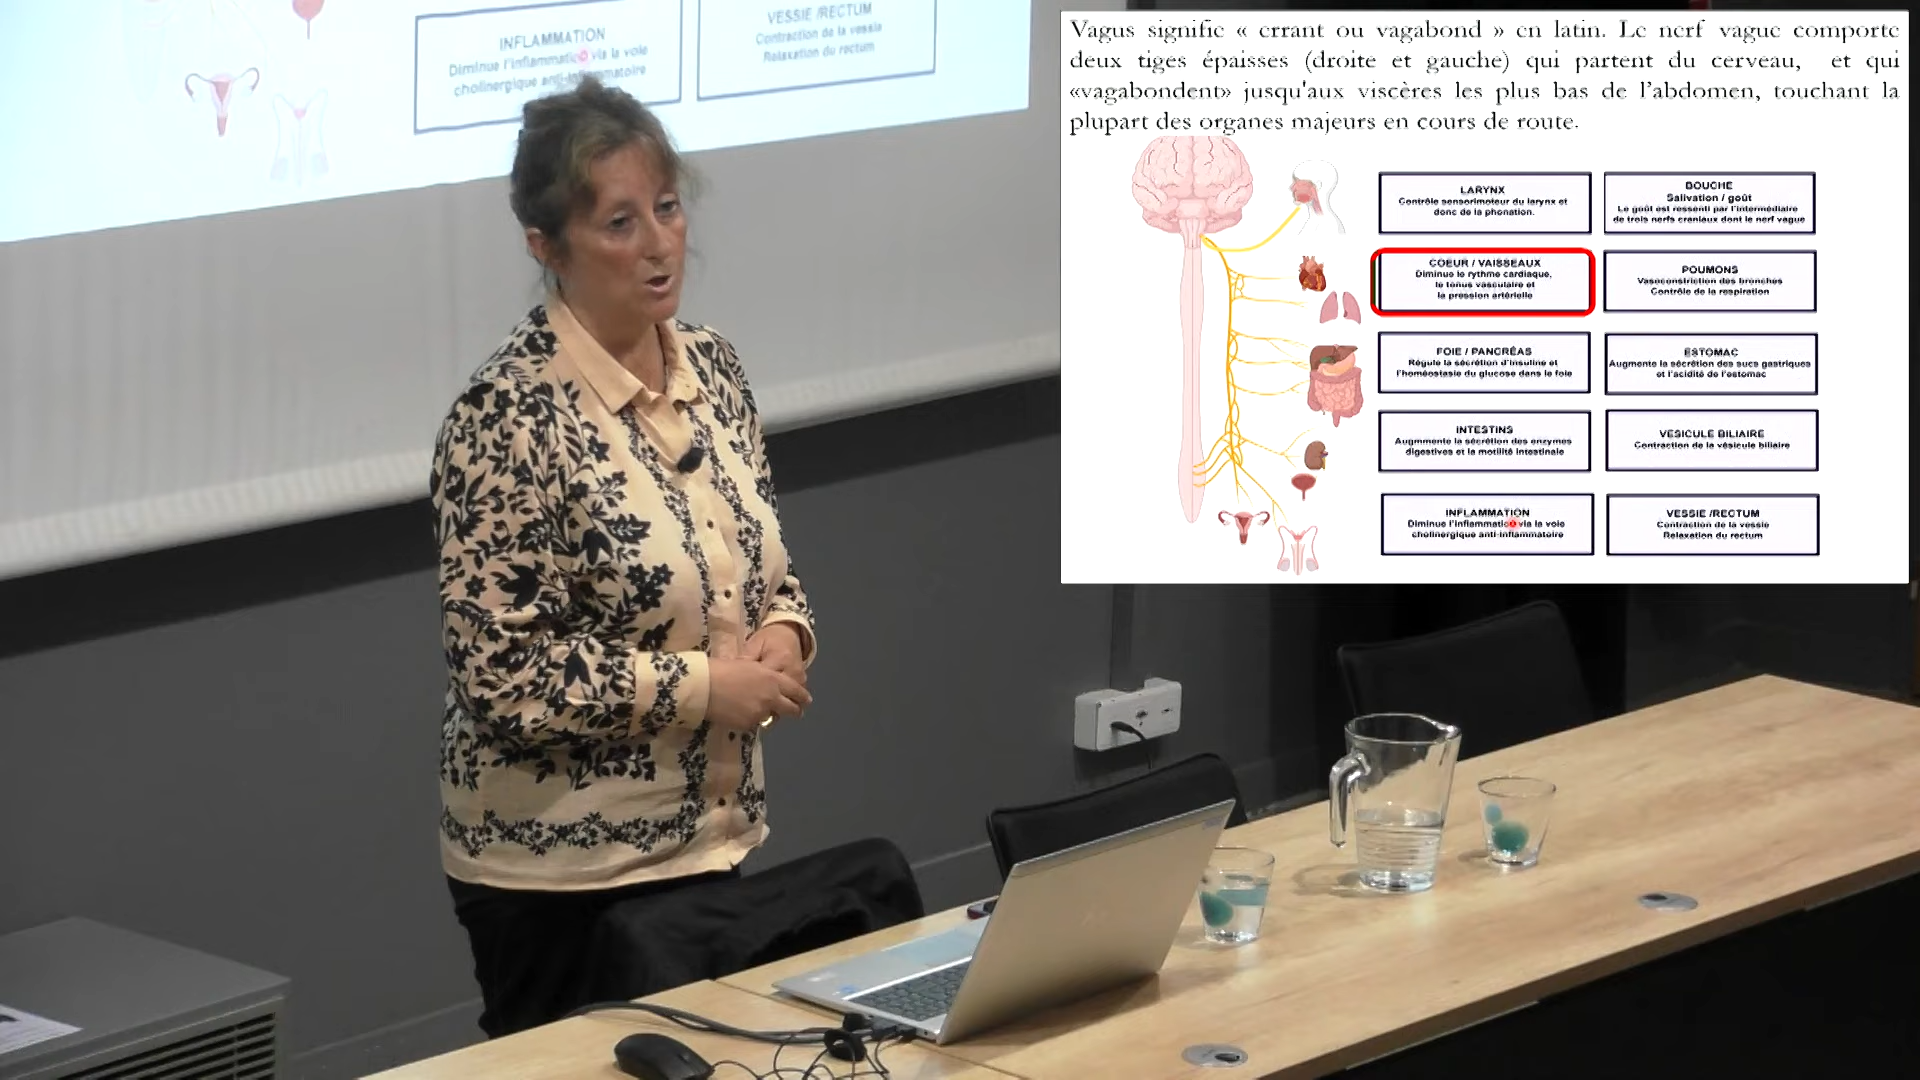 INFLAMMATION
Diminue l'inflammation via la voie
cholinergique anti-inflammatoire
VESSIE /RECTUM
Contraction de la vessie
Relaxation du rectum
Vagus signifie « errant ou vagabond » en latin. Le nerf vague comporte
deux tiges épaisses (droite et gauche) qui partent du cerveau, et qui
«vagabondent» jusqu'aux viscères les plus bas de l'abdomen, touchant la
plupart des organes majeurs en cours de route.
LARYNX
Contrôle sensorimoteur du larynx et
donc de la phonation.
BOUCHE
Salivation / goût
Le goût est ressenti par l'intermédiaire
de trois nerfs craniaux dont le nerf vague
COEUR / VAISSEAUX
Diminue le rythme cardiaque,
le tonus vasculaire et
la pression artérielle
POUMONS
Vasoconstriction des bronches
Contrôle de la respiration
FOIE / PANCRÉAS
Régule la sécrétion d'insuline et
l'homéostasie du glucose dans le foie
ESTOMAC
Augmente la sécrétion des sucs gastriques
et l'acidité de l'estomac
INTESTINS
Augmmente la sécrétion des enzymes
digestives et la motilité intestinale
VESICULE BILIAIRE
Contraction de la vésicule biliaire
INFLAMMATION
Diminue l'inflammation via la voie
cholinergique anti-inflammatoire
VESSIE /RECTUM
Contraction de la vessie
Relaxation du rectum